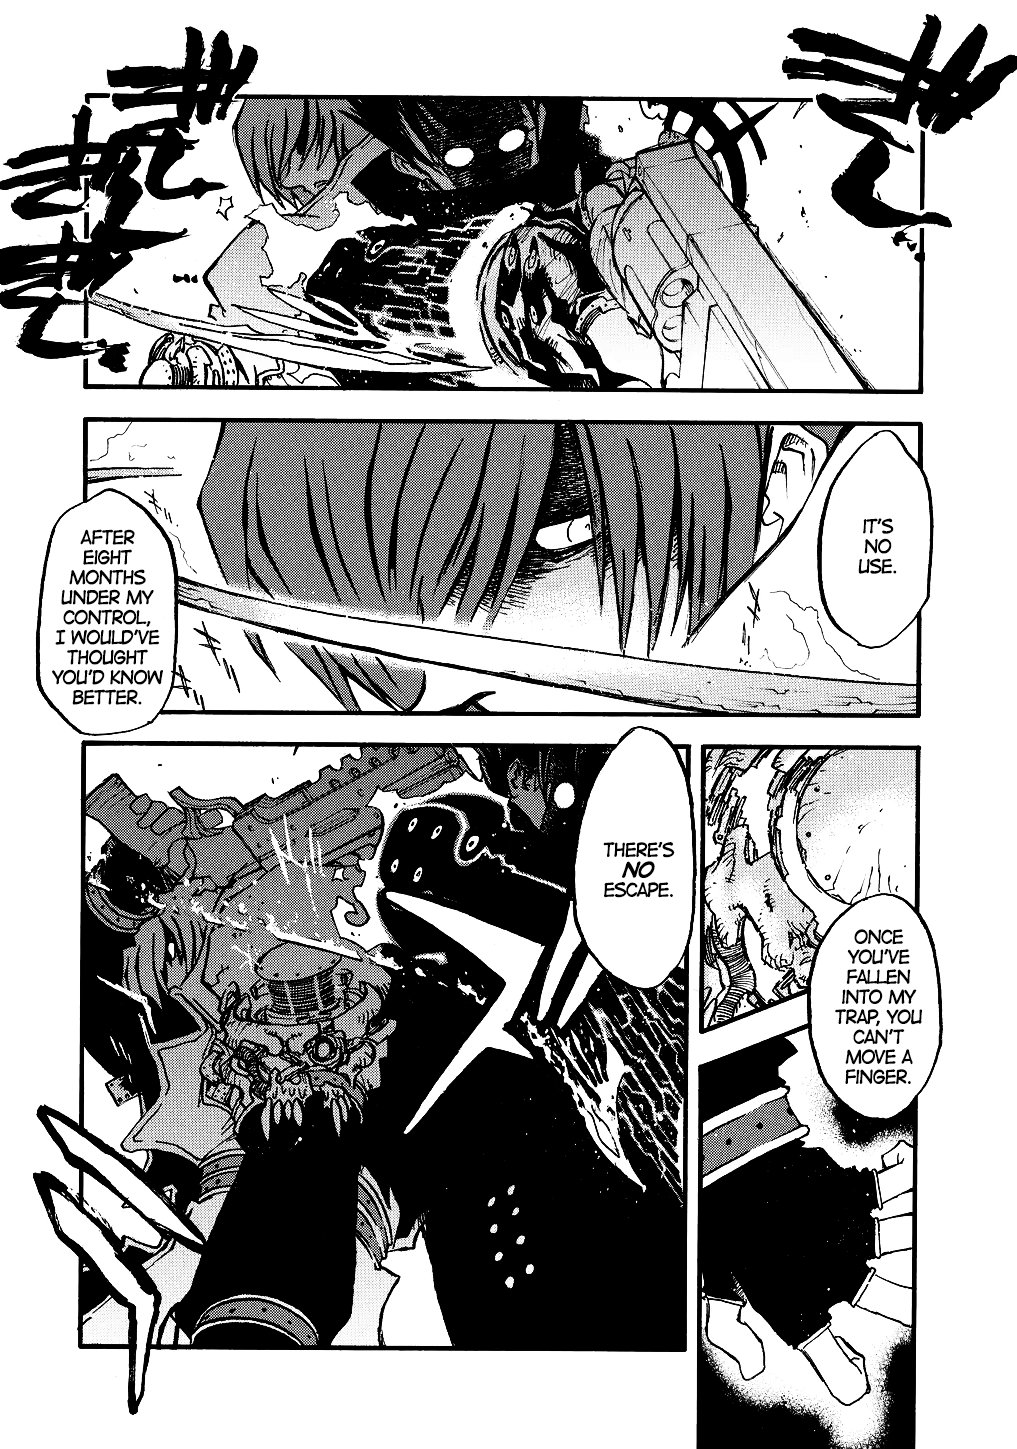 IT'S
NO
USE.
AFTER
EIGHT
MONTHS
UNDER MY
CONTROL,
I WOULD'VE
THOUGHT
YOU'D KNOW
BETTER.
ONCE
YOU'VE
FALLEN
INTO MY
TRAP, YOU
CAN'T
MOVE A
FINGER.
THERE'S
NO
ESCAPE.